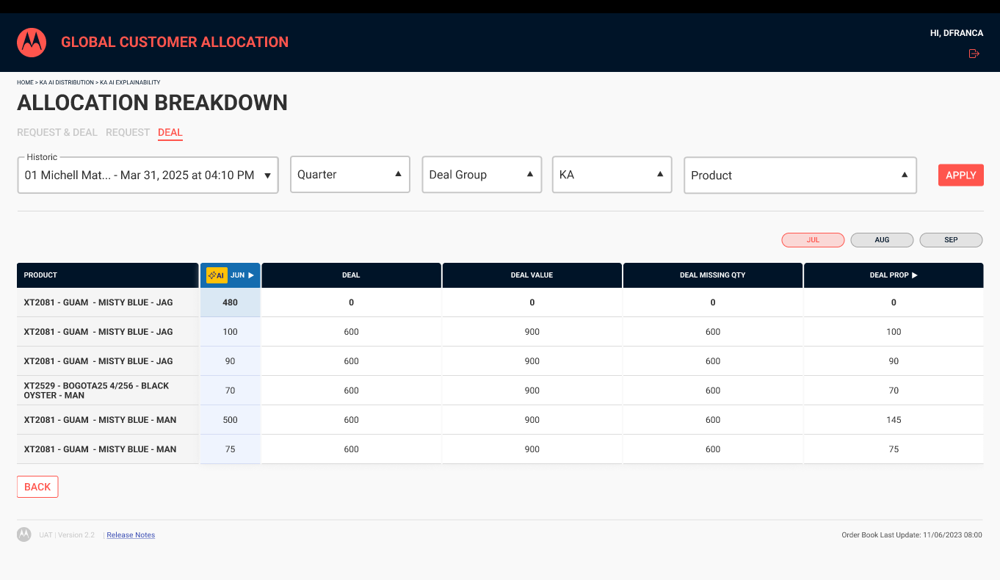 GLOBAL CUSTOMER ALLOCATION
HI, DFRANCA
HOME > KA AI DISTRIBUTION > KA AI EXPLAINABILITY
ALLOCATION BREAKDOWN
REQUEST & DEAL REQUEST DEAL
Historic
01 Michell Mat... - Mar 31, 2025 at 04:10 PM ▼ Quarter ▲ Deal Group ▲ KA ▲ Product ▲ APPLY
JUL AUG SEP
PRODUCT AI JUN ▶ DEAL DEAL VALUE DEAL MISSING QTY DEAL PROP ▶
XT2081 - GUAM - MISTY BLUE - JAG 480 0 0 0 0
XT2081 - GUAM - MISTY BLUE - JAG 100 600 900 600 100
XT2081 - GUAM - MISTY BLUE - JAG 90 600 900 600 90
XT2529 - BOGOTA25 4/256 - BLACK
OYSTER - MAN 70 600 900 600 70
XT2081 - GUAM - MISTY BLUE - MAN 500 600 900 600 145
XT2081 - GUAM - MISTY BLUE - MAN 75 600 900 600 75
BACK
UAT | Version 2.2 | Release Notes
Order Book Last Update: 11/06/2023 08:00